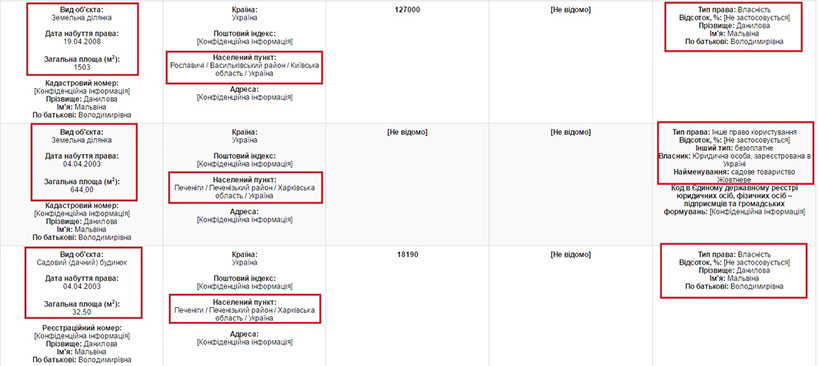 Вид об'єкта:
Земельна ділянка
Дата набуття права:
19.04.2008
Загальна площа (м²):
1503
Кадастровий номер:
[Конфіденційна інформація]
Прізвище: Данилова
Ім'я: Мальвіна
По батькові: Володимирівна
Країна:
Україна
Поштовий індекс:
[Конфіденційна інформація]
Населений пункт:
Рославичі / Васильківський район / Київська
область / Україна
Адреса:
[Конфіденційна інформація]
127000
[Не відомо]
Тип права: Власність
Відсоток, %: [Не застосовується]
Прізвище: Данилова
Ім'я: Мальвіна
По батькові: Володимирівна
Вид об'єкта:
Земельна ділянка
Дата набуття права:
04.04.2003
Загальна площа (м²):
644,00
Кадастровий номер:
[Конфіденційна інформація]
Прізвище: Данилова
Ім'я: Мальвіна
По батькові: Володимирівна
Країна:
Україна
Поштовий індекс:
[Конфіденційна інформація]
Населений пункт:
Печеніги / Печенізький район / Харківська
область / Україна
Адреса:
[Конфіденційна інформація]
[Не відомо]
[Не відомо]
Тип права: Інше право користування
Відсоток, %: [Не застосовується]
Інший тип: безоплатне
Власник: Юридична особа, зареєстрована в
Україні
Найменування: садове товариство
Жовтневе
Код в Єдиному державному реєстрі
юридичних осіб, фізичних осіб –
підприємців та громадських
формувань: [Конфіденційна інформація]
Вид об'єкта:
Садовий (дачний) будинок
Дата набуття права:
04.04.2003
Загальна площа (м²):
32,50
Реєстраційний номер:
[Конфіденційна інформація]
Прізвище: Данилова
Ім'я: Мальвіна
По батькові: Володимирівна
Країна:
Україна
Поштовий індекс:
[Конфіденційна інформація]
Населений пункт:
Печеніги / Печенізький район / Харківська
область / Україна
Адреса:
[Конфіденційна інформація]
18190
[Не відомо]
Тип права: Власність
Відсоток, %: [Не застосовується]
Прізвище: Данилова
Ім'я: Мальвіна
По батькові: Володимирівна